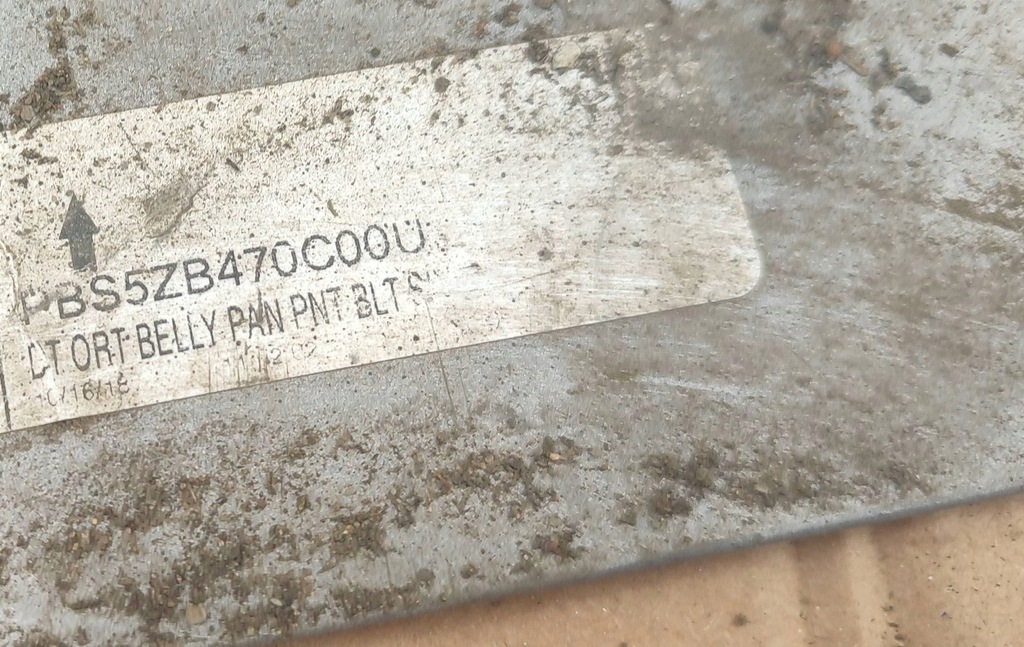 PBS5ZB470C00U
DT ORT BELLY PAN PNT BLT
10/16/18